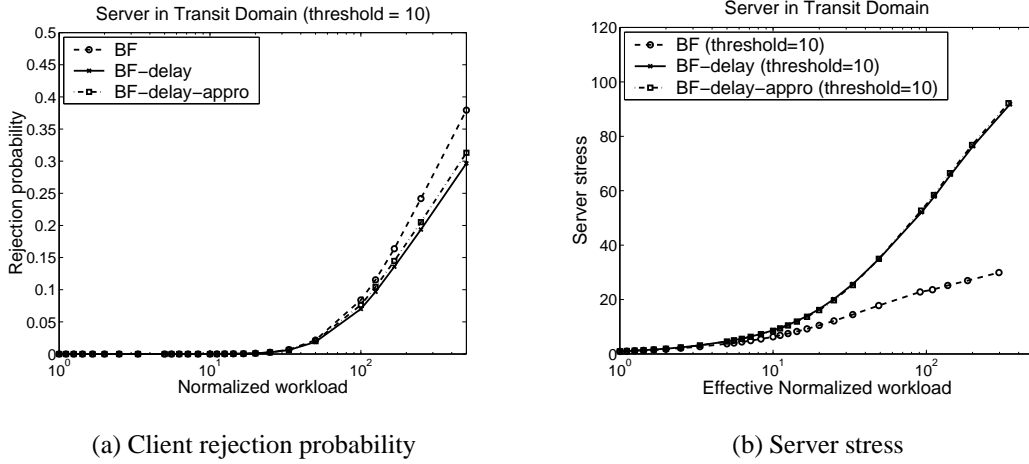 Server in Transit Domain (threshold = 10)
0.5
0.45
0.4
0.35
0.3
0.25
0.2
0.15
0.1
0.05
0
Rejection probability
BF
BF-delay
BF-delay-appro
10^0
10^1
10^2
Normalized workload
(a) Client rejection probability
Server in Transit Domain
120
100
80
60
40
20
0
Server stress
BF (threshold=10)
BF-delay (threshold=10)
BF-delay-appro (threshold=10)
10^0
10^1
10^2
Effective Normalized workload
(b) Server stress